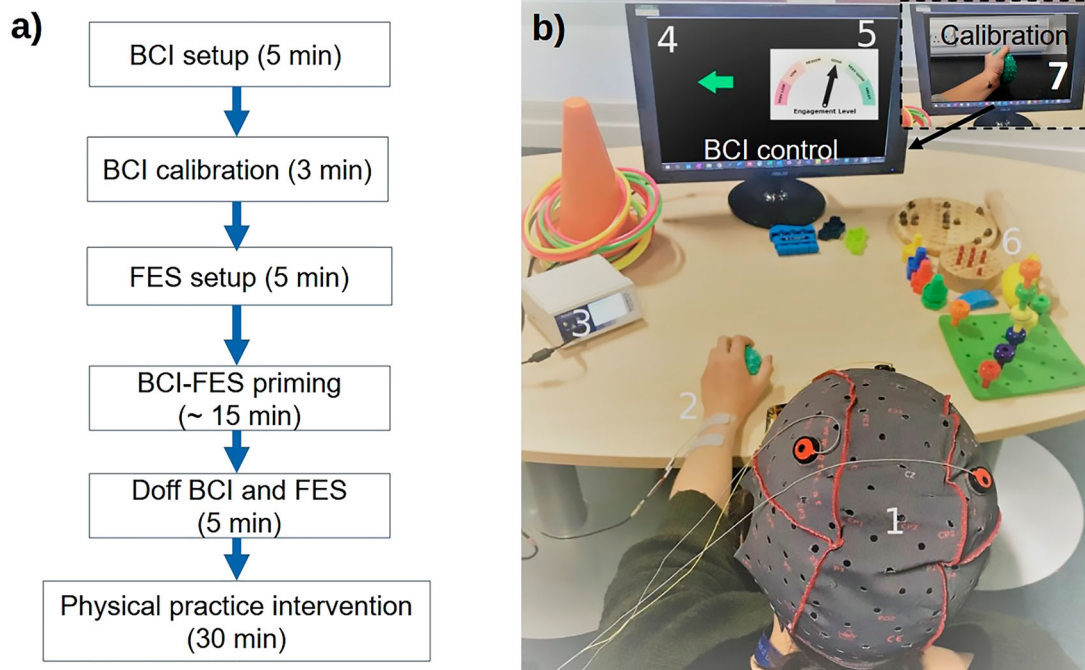 a)
BCI setup (5 min)
BCI calibration (3 min)
FES setup (5 min)
BCI-FES priming
(~ 15 min)
Doff BCI and FES
(5 min)
Physical practice intervention
(30 min)
b)
4
5
Engagement Level
BCI control
Calibration
7
6
3
2
1